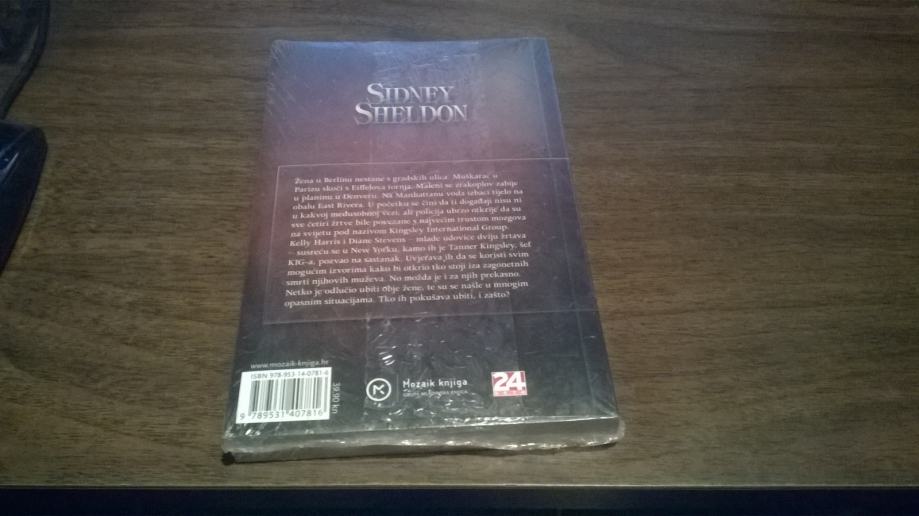 SIDNEY
SHELDON
Žena u Berlinu nestane s gradskih ulica. Muškarac u
Parizu skoči s Eiffelova tornja. Maleni se zrakoplov zabije
u planinu u Denveru. Na Manhattanu voda izbaci tijelo na
obalu East Rivera. U početku se čini da ti događaji nisu ni
u kakvoj međusobnoj vezi, ali policija ubrzo otkrije da su
sve četiri žrtve bile povezane s najvećim trustom mozgova
na svijetu pod nazivom Kingsley International Group.
Kelly Harris i Diane Stevens – mlade udovice dviju žrtava
– susreću se u New Yorku, kamo ih je Tanner Kingsley, šef
KIG-a, pozvao na sastanak. Uvjerava ih da se koristi svim
mogućim izvorima kako bi otkrio tko stoji iza zagonetnih
smrti njihovih muževa. No možda je i za njih prekasno.
Netko je odlučio ubiti obje žene, te su se našle u mnogim
opasnim situacijama. Tko ih pokušava ubiti, i zašto?
www.mozaik-knjiga.hr
ISBN 978-953-14-0781-6
39,90 kn
9 789531 407816
Mozaik knjiga
24